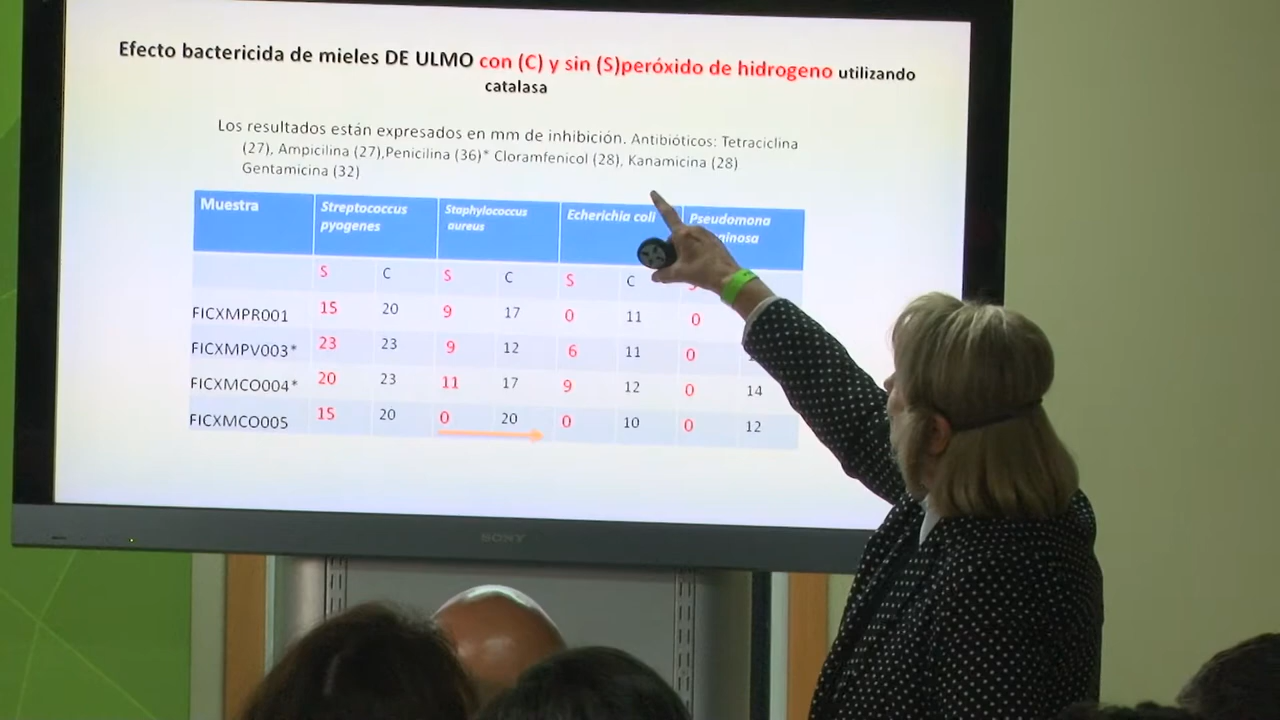 Efecto bactericida de mieles DE ULMO con (C) y sin (S)peróxido de hidrogeno utilizando
catalasa
Los resultados están expresados en mm de inhibición. Antibióticos: Tetraciclina
(27), Ampicilina (27),Penicilina (36)* Cloramfenicol (28), Kanamicina (28)
Gentamicina (32)
Muestra Streptococcus Staphylococcus Echerichia coli Pseudomona
pyogenes aureus
S C S C S C
FICXMPR001 15 20 9 17 0 11 0
FICXMPV003* 23 23 9 12 6 11 0
FICXMCO004* 20 23 11 17 9 12 0 14
FICXMCO005 15 20 0 20 0 10 0 12
SONY